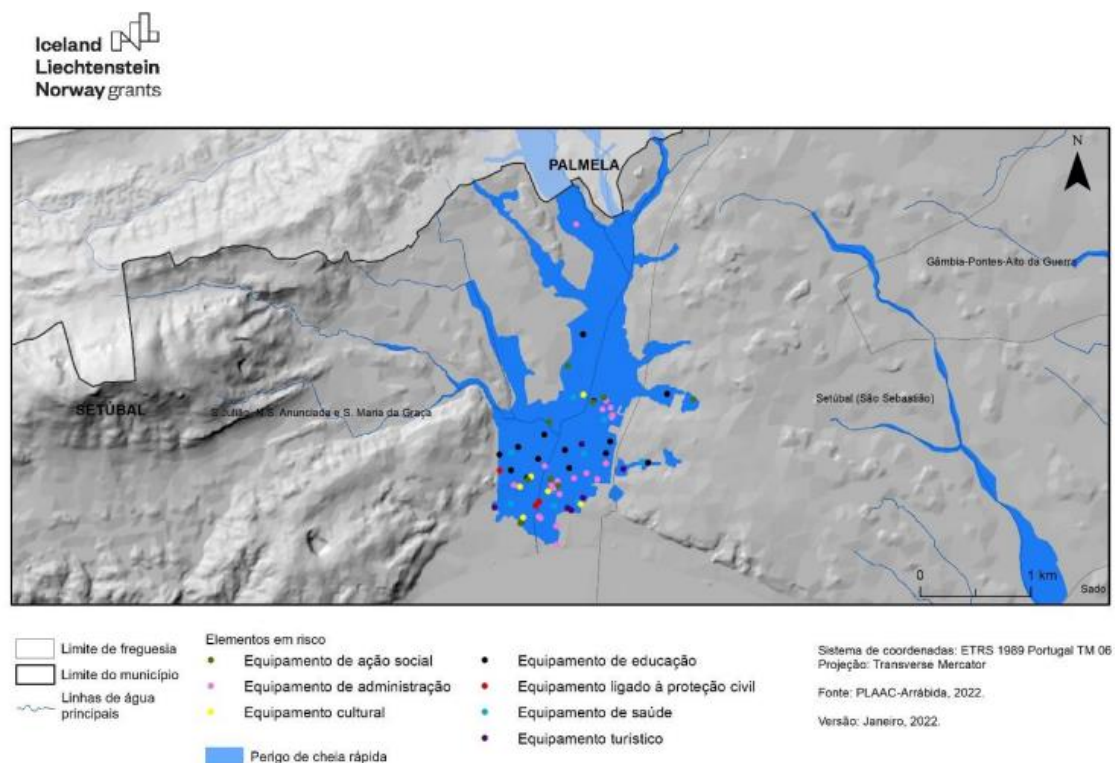 Iceland
Liechtenstein
Norway grants
PALMELA
N
Gâmbia-Pontes-Alto da Guerra
SETÚBAL
S. Julião, N.S. Anunciada e S. Maria da Graça
Setúbal (São Sebastião)
0 1 km
Sado
Limite de freguesia
Limite do município
Linhas de água
principais
Elementos em risco
Equipamento de ação social
Equipamento de administração
Equipamento cultural
Perigo de cheia rápida
Equipamento de educação
Equipamento ligado à proteção civil
Equipamento de saúde
Equipamento turístico
Sistema de coordenadas: ETRS 1989 Portugal TM 06
Projeção: Transverse Mercator
Fonte: PLAAC-Arrábida, 2022.
Versão: Janeiro, 2022.